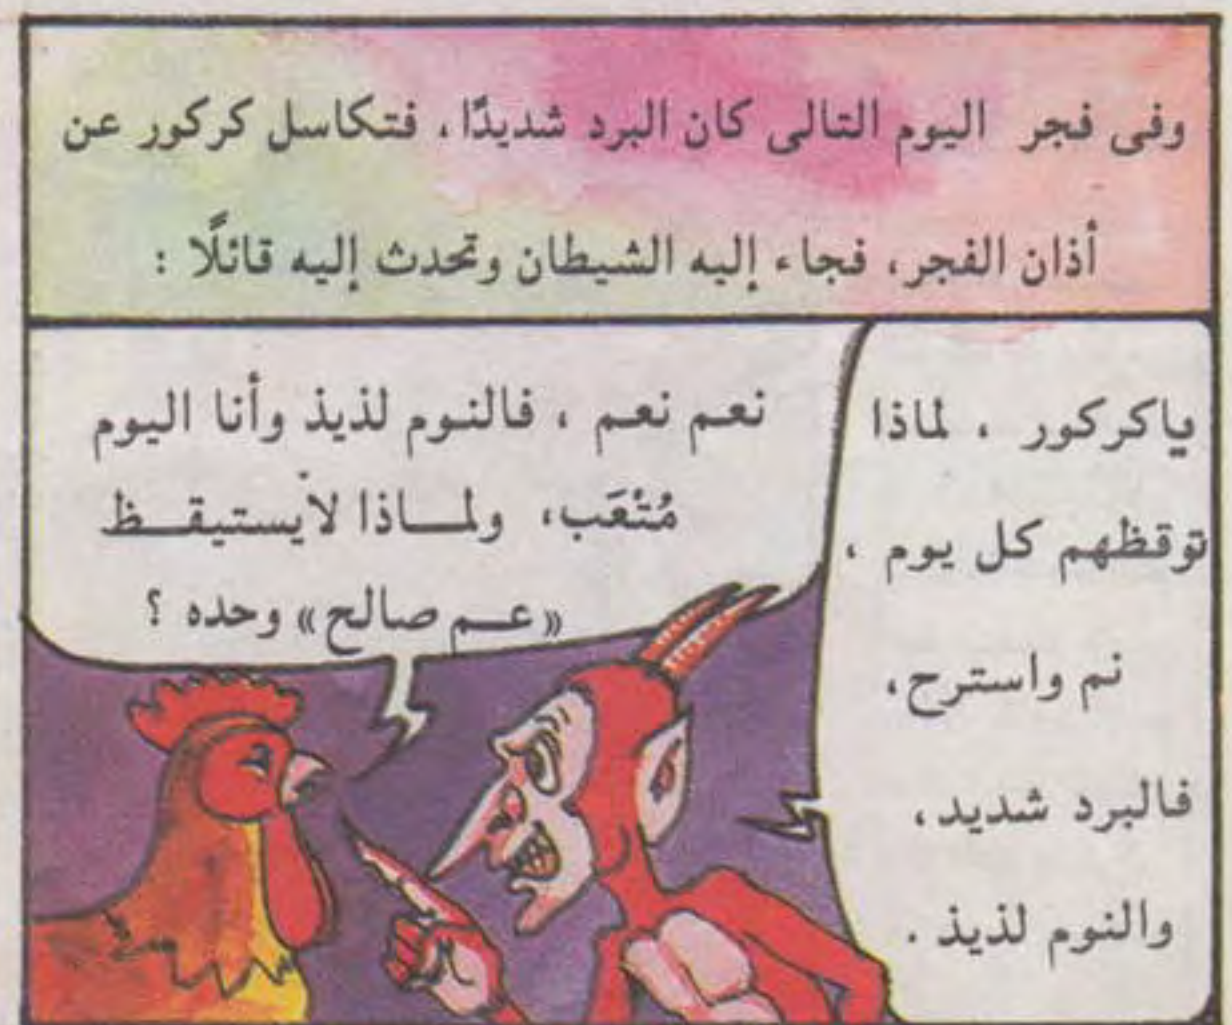 وفى فجر اليوم التالى كان البرد شديدًا، فتكاسل كركور عن
أذان الفجر، فجاء إليه الشيطان وتحدث إليه قائلًا :
ياكركور ، لماذا
توقظهم كل يوم ،
نم واسترح،
فالبرد شديد،
والنوم لذيذ .
نعم نعم ، فالنوم لذيذ وأنا اليوم
مُتْعَب، ولماذا لايستيقظ
«عم صالح» وحده ؟